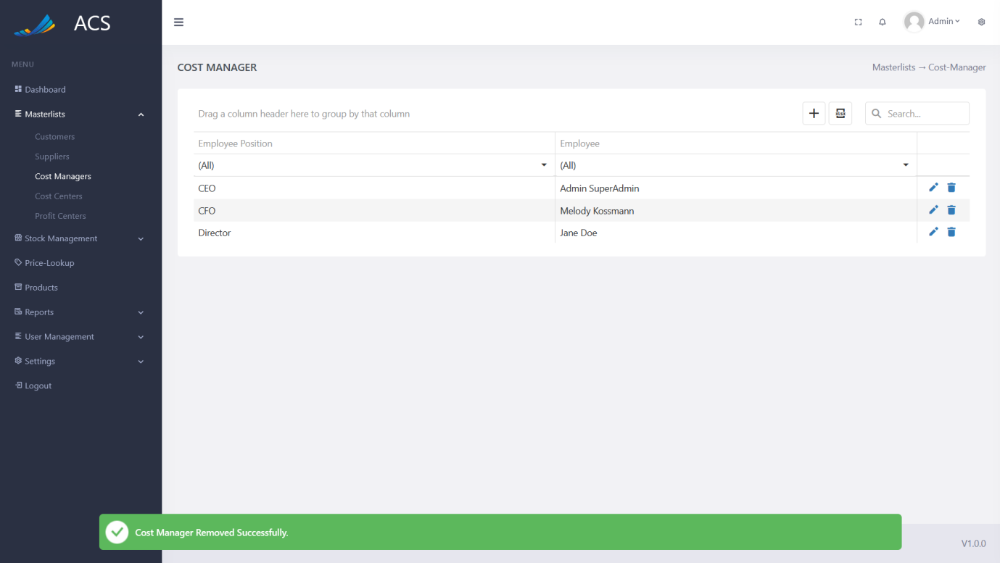 ACS
Admin
MENU
Dashboard
Masterlists
Customers
Suppliers
Cost Managers
Cost Centers
Profit Centers
Stock Management
Price-Lookup
Products
Reports
User Management
Settings
Logout
COST MANAGER
Masterlists → Cost-Manager
Drag a column header here to group by that column
XLSX
Search...
Employee Position Employee
(All) (All)
CEO Admin SuperAdmin
CFO Melody Kossmann
Director Jane Doe
Cost Manager Removed Successfully.
V1.0.0